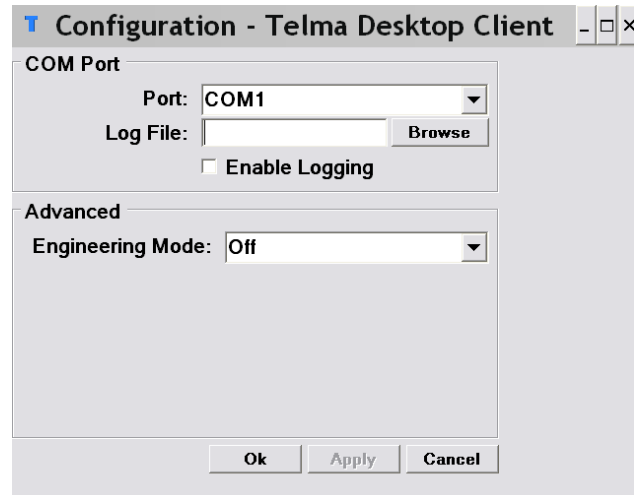 T Configuration - Telma Desktop Client
COM Port
Port: COM1
Log File: Browse
Enable Logging
Advanced
Engineering Mode: Off
Ok Apply Cancel